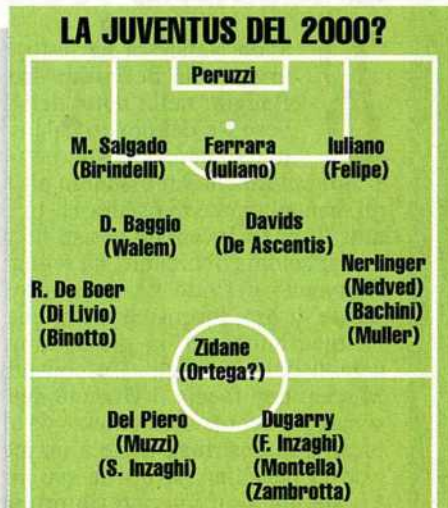 LA JUVENTUS DEL 2000?
Peruzzi
M. Salgado
(Birindelli)
Ferrara
(Iuliano)
Iuliano
(Felipe)
D. Baggio
(Walem)
Davids
(De Ascentis)
Nerlinger
(Nedved)
(Bachini)
(Muller)
R. De Boer
(Di Livio)
(Binotto)
Zidane
(Ortega?)
Del Piero
(Muzzi)
(S. Inzaghi)
Dugarry
(F. Inzaghi)
(Montella)
(Zambrotta)